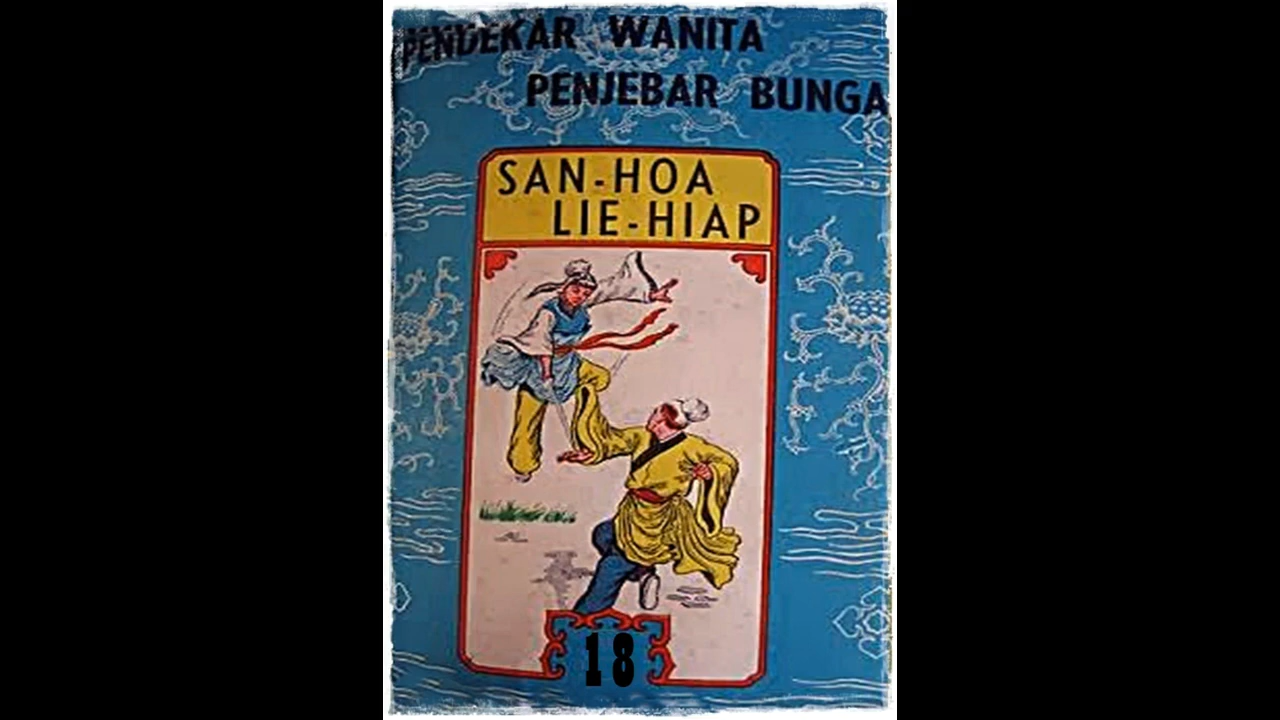 PENDEKAR WANITA
PENJEBAR BUNGA
SAN-HOA
LIE-HIAP
18